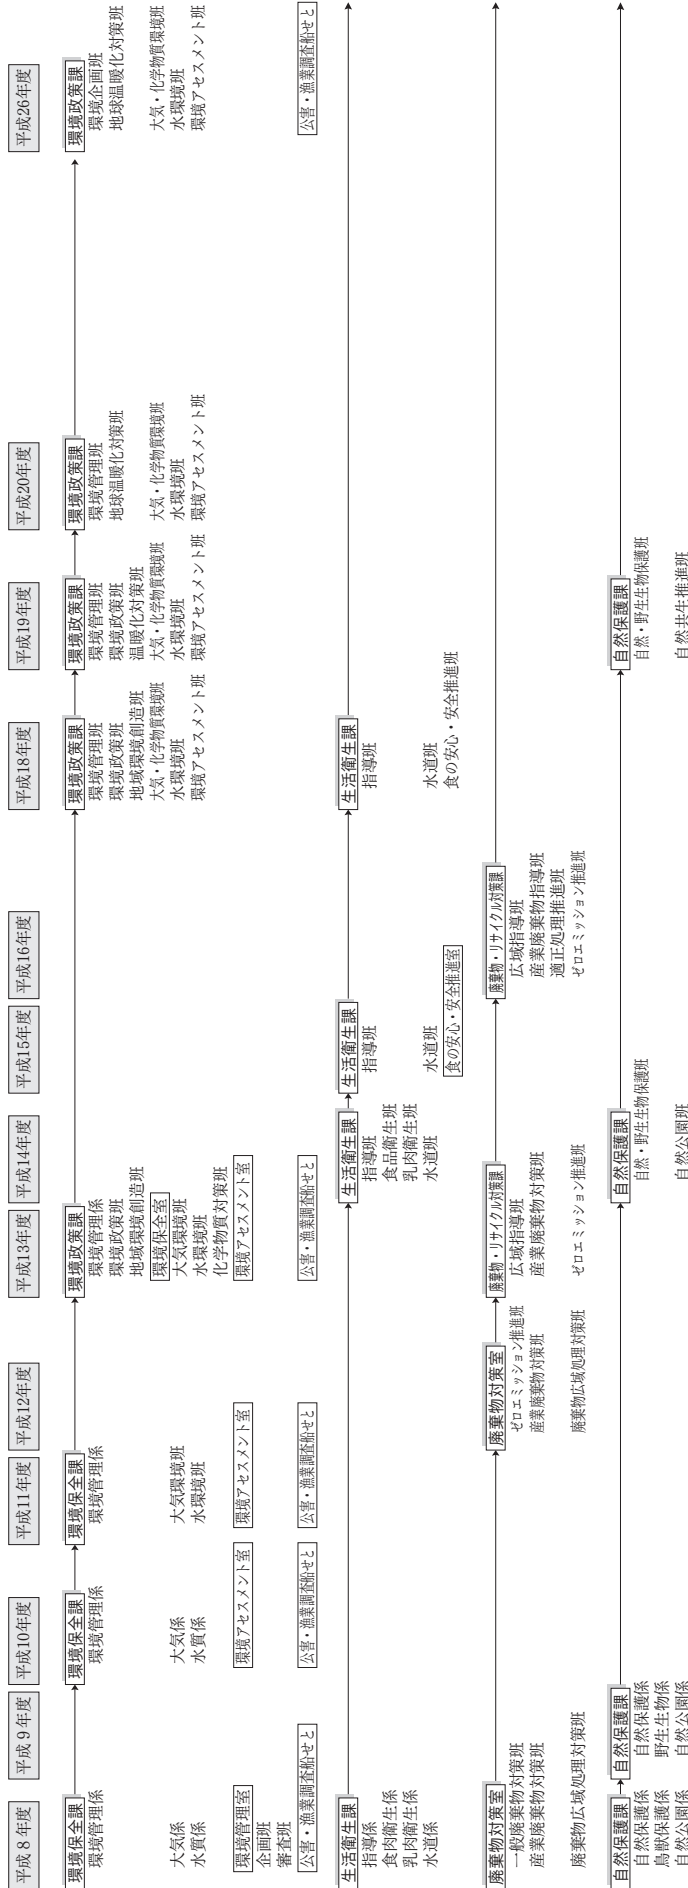 平成８年度
平成９年度
平成10年度
平成11年度
平成12年度
平成13年度
平成14年度
平成15年度
平成16年度
平成18年度
平成19年度
平成20年度
平成26年度
環境保全課
環境管理係
大気係
水質係
環境管理室
企画班
審査班
公害・漁業調査船せと
環境保全課
環境管理係
大気係
水質係
環境アセスメント室
公害・漁業調査船せと
環境保全課
環境管理係
大気環境班
水環境班
環境アセスメント室
公害・漁業調査船せと
環境政策課
環境管理係
環境政策班
地域環境創造班
環境保全室
大気環境班
水環境班
化学物質対策班
環境アセスメント室
公害・漁業調査船せと
環境政策課
環境管理班
環境政策班
地域環境創造班
大気・化学物質環境班
水環境班
環境アセスメント班
環境政策課
環境管理班
環境政策班
温暖化対策班
大気・化学物質環境班
水環境班
環境アセスメント班
環境政策課
環境管理班
地球温暖化対策班
大気・化学物質環境班
水環境班
環境アセスメント班
環境政策課
環境企画班
地球温暖化対策班
大気・化学物質環境班
水環境班
環境アセスメント班
公害・漁業調査船せと
生活衛生課
指導係
食肉衛生係
乳肉衛生係
水道係
生活衛生課
指導班
食品衛生班
乳肉衛生班
水道班
生活衛生課
指導班
水道班
食の安心・安全推進室
生活衛生課
指導班
水道班
食の安心・安全推進班
廃棄物対策室
一般廃棄物対策班
産業廃棄物対策班
廃棄物広域処理対策班
廃棄物対策室
ゼロエミッション推進班
産業廃棄物対策班
廃棄物広域処理対策班
廃棄物・リサイクル対策課
広域指導班
産業廃棄物対策班
ゼロエミッション推進班
廃棄物・リサイクル対策課
広域指導班
産業廃棄物指導班
適正処理推進班
ゼロエミッション推進班
自然保護課
自然保護係
鳥獣保護係
自然公園係
自然保護課
自然保護係
野生生物係
自然公園係
自然保護課
自然・野生生物保護班
自然公園班
自然保護課
自然・野生生物保護班
自然共生推進班